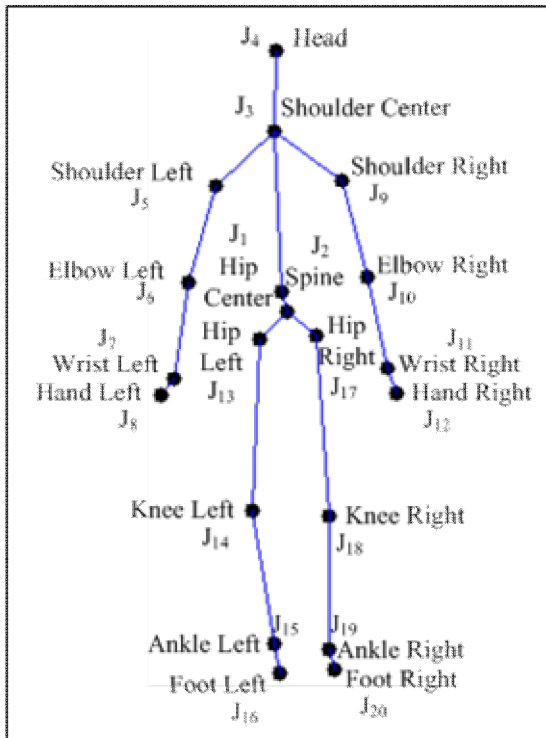 J4 Head
J3 Shoulder Center
Shoulder Left
J5
Shoulder Right
J9
J1
Hip
Center
J2
Spine
Elbow Left
J6
Elbow Right
J10
Hip
Left
J13
Hip
Right
J17
J7
Wrist Left
Hand Left
J8
J11
Wrist Right
Hand Right
J12
Knee Left
J14
Knee Right
J18
J15
Ankle Left
Foot Left
J16
J19
Ankle Right
Foot Right
J20